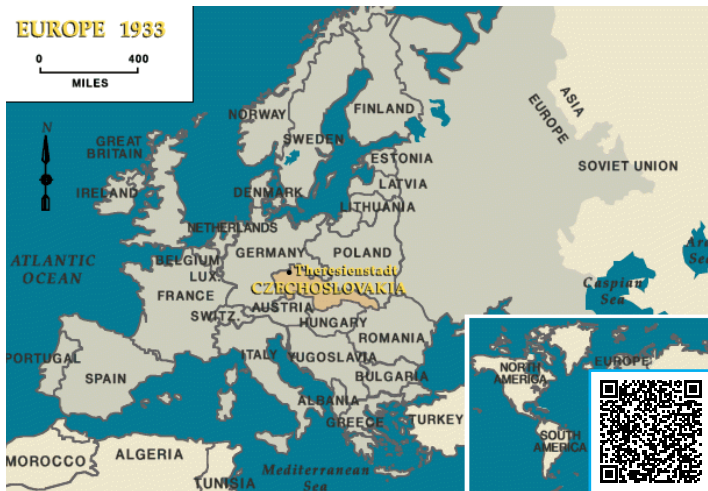 EUROPE 1933
0 400
MILES
N
NORWAY
FINLAND
SWEDEN
ASIA
EUROPE
SOVIET UNION
GREAT
BRITAIN
ESTONIA
IRELAND
DENMARK
LATVIA
LITHUANIA
NETHERLANDS
ATLANTIC
OCEAN
BELGIUM
LUX.
GERMANY
POLAND
Theresienstadt
CZECHOSLOVAKIA
Caspian
Sea
FRANCE
SWITZ.
AUSTRIA
HUNGARY
ROMANIA
PORTUGAL
SPAIN
ITALY
YUGOSLAVIA
BULGARIA
ALBANIA
GREECE
TURKEY
MOROCCO
ALGERIA
TUNISIA
Mediterranean
Sea
NORTH
AMERICA
EUROPE
SOUTH
AMERICA